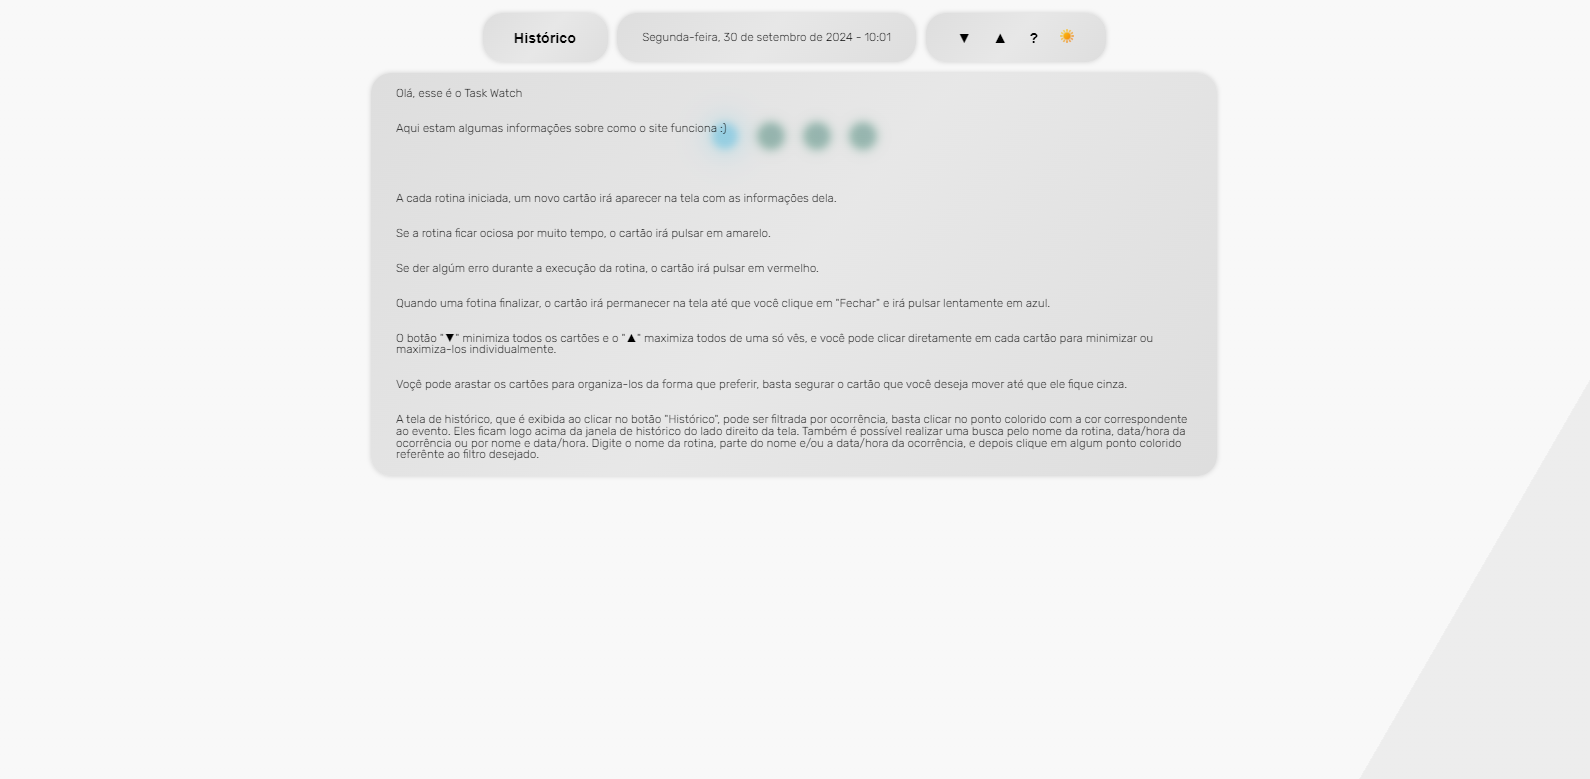 Histórico
Segunda-feira, 30 de setembro de 2024 - 10:01
▼ ▲ ?
Olá, esse é o Task Watch
Aqui estam algumas informações sobre como o site funciona :)
A cada rotina iniciada, um novo cartão irá aparecer na tela com as informações dela.
Se a rotina ficar ociosa por muito tempo, o cartão irá pulsar em amarelo.
Se der algúm erro durante a execução da rotina, o cartão irá pulsar em vermelho.
Quando uma fotina finalizar, o cartão irá permanecer na tela até que você clique em "Fechar" e irá pulsar lentamente em azul.
O botão "▼" minimiza todos os cartões e o "▲" maximiza todos de uma só vês, e você pode clicar diretamente em cada cartão para minimizar ou
maximiza-los individualmente.
Voçê pode arastar os cartões para organiza-los da forma que preferir, basta segurar o cartão que você deseja mover até que ele fique cinza.
A tela de histórico, que é exibida ao clicar no botão "Histórico", pode ser filtrada por ocorrência, basta clicar no ponto colorido com a cor correspondente
ao evento. Eles ficam logo acima da janela de histórico do lado direito da tela. Também é possível realizar uma busca pelo nome da rotina, data/hora da
ocorrência ou por nome e data/hora. Digite o nome da rotina, parte do nome e/ou a data/hora da ocorrência, e depois clique em algum ponto colorido
referênte ao filtro desejado.